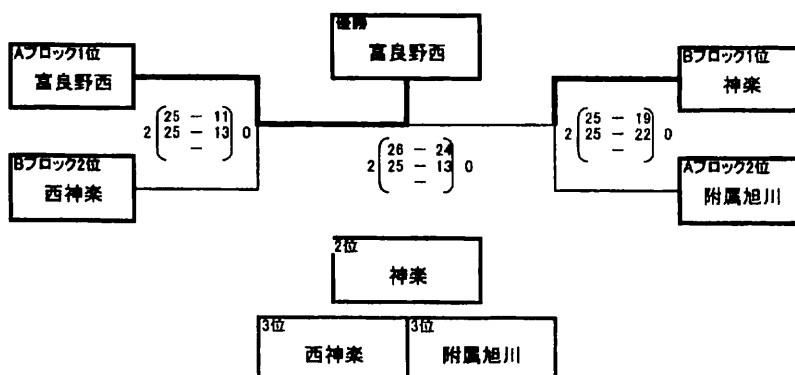 優勝
富良野西
Aブロック1位
富良野西
Bブロック1位
神楽
25 - 11
2 25 - 13 0
-
25 - 19
2 25 - 22 0
-
26 - 24
2 25 - 13 0
-
Bブロック2位
西神楽
Aブロック2位
附属旭川
2位
神楽
3位
西神楽
3位
附属旭川